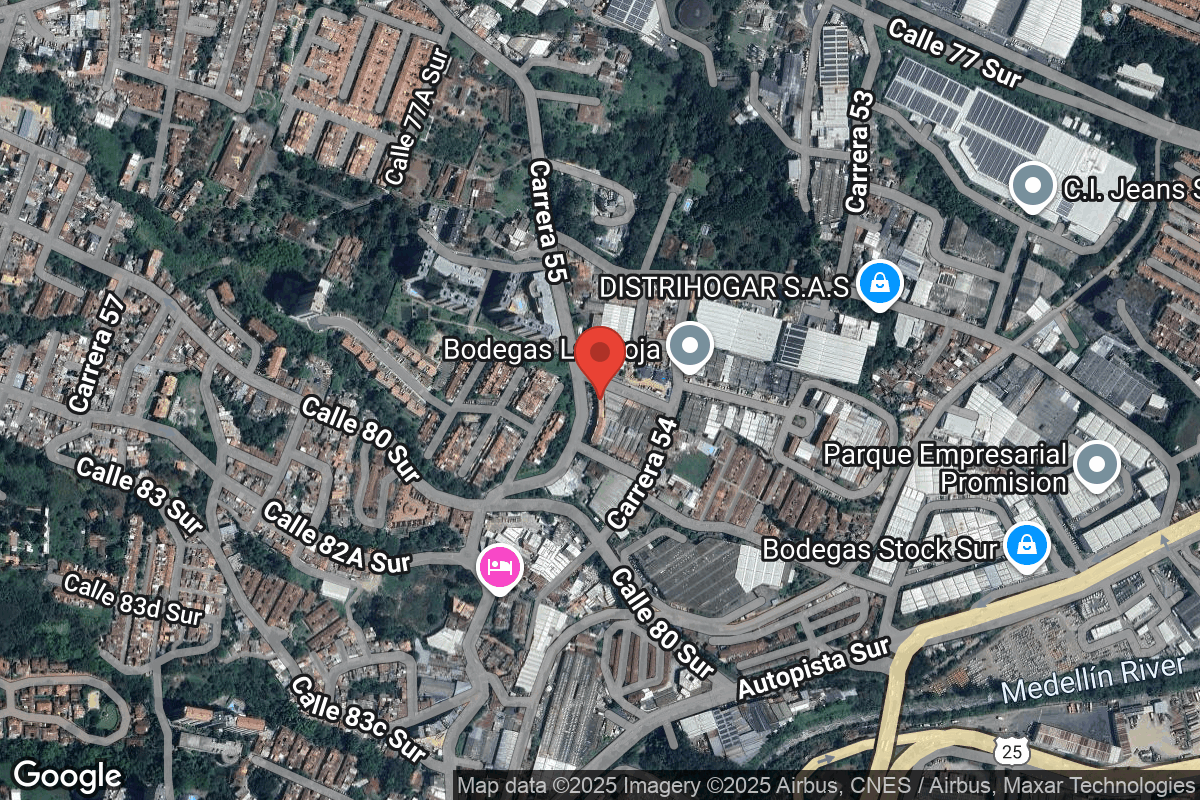 Calle 77 Sur
Calle 77A Sur
Carrera 53
C.I. Jeans S
Carrera 55
DISTRIHOGAR S.A.S
Carrera 57
Bodegas L
oja
Calle 80 Sur
Carrera 54
Parque Empresarial
Promision
Calle 83 Sur
Calle 82A Sur
Bodegas Stock Sur
Calle 83d Sur
Calle 80 Sur
Autopista Sur
Medellín River
Calle 83c Sur
25
Google
Map data ©2025 Imagery ©2025 Airbus, CNES / Airbus, Maxar Technologies